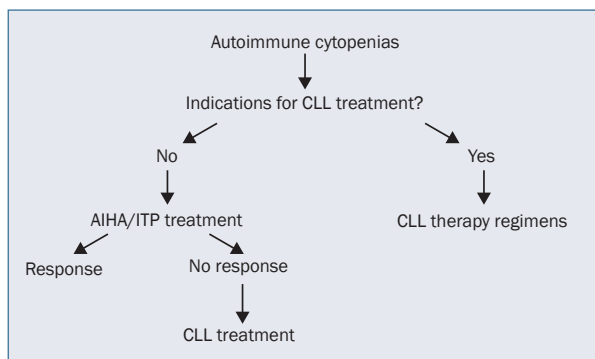 Autoimmune cytopenias
Indications for CLL treatment?
No
Yes
AIHA/ITP treatment
CLL therapy regimens
Response
No response
CLL treatment